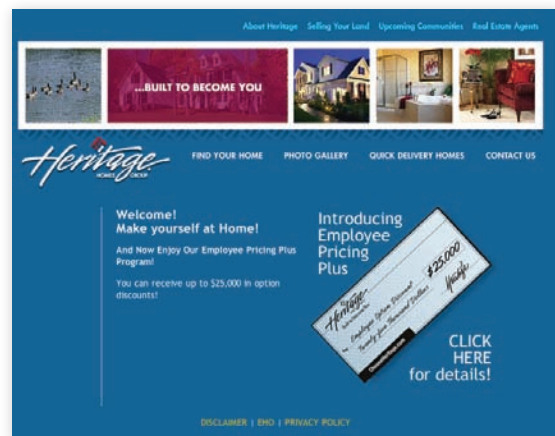 About Heritage Selling Your Land Upcoming Communities Real Estate Agents
...BUILT TO BECOME YOU
Heritage
HOMES GROUP
FIND YOUR HOME PHOTO GALLERY QUICK DELIVERY HOMES CONTACT US
Welcome!
Make yourself at Home!
And Now Enjoy Our Employee Pricing Plus
Program!
You can receive up to $25,000 in option
discounts!
Introducing
Employee
Pricing
Plus
Heritage
$25,000
Employee Option Discount
Twenty five Thousand Dollars
CLICK
HERE
for details!
DISCLAIMER | EHO | PRIVACY POLICY